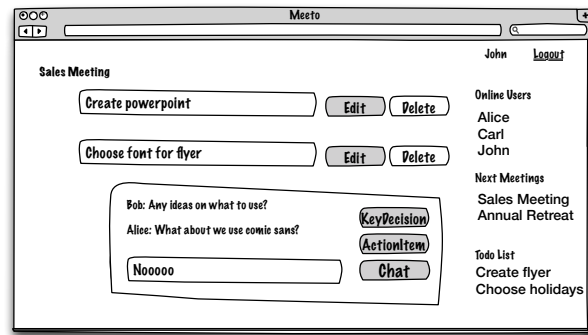 Meeto
John Logout
Sales Meeting
Create powerpoint Edit Delete
Choose font for flyer Edit Delete
Bob: Any ideas on what to use?
Alice: What about we use comic sans?
KeyDecision
ActionItem
Nooooo Chat
Online Users
Alice
Carl
John
Next Meetings
Sales Meeting
Annual Retreat
Todo List
Create flyer
Choose holidays